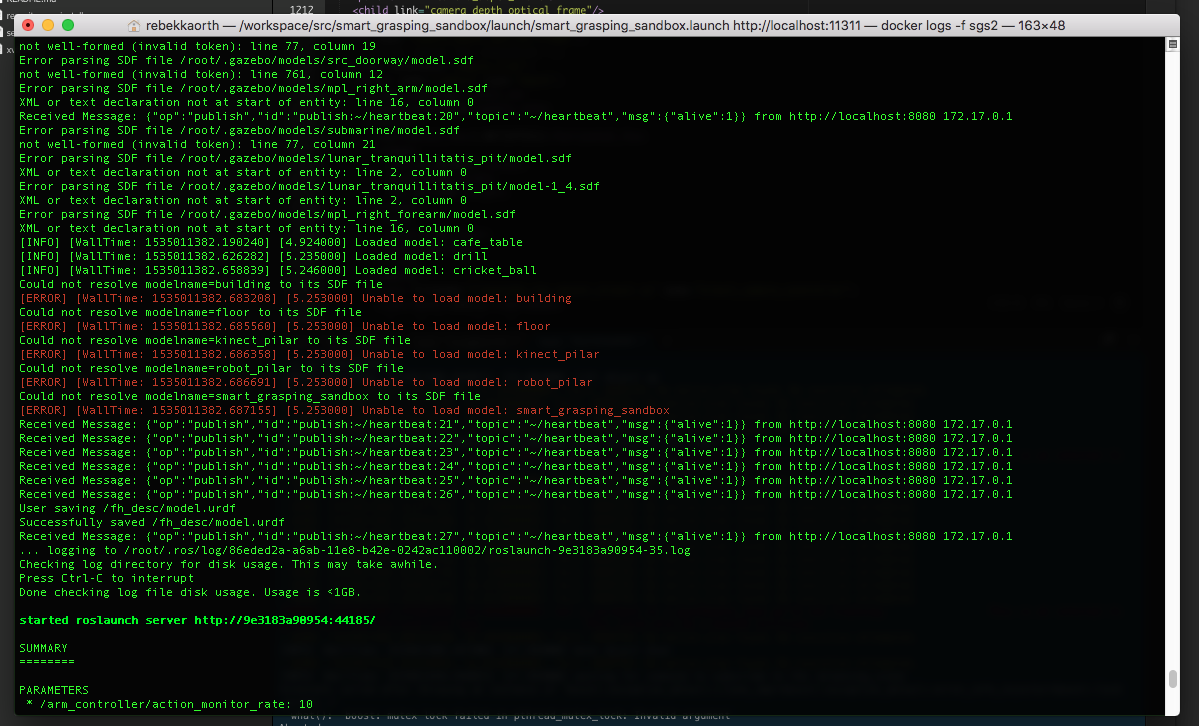 README.md
1212
<child link="camera_depth_optical_frame"/>
rebekkaorth — /workspace/src/smart_grasping_sandbox/launch/smart_grasping_sandbox.launch http://localhost:11311 — docker logs -f sgs2 — 163×48
not well-formed (invalid token): line 77, column 19
Error parsing SDF file /root/.gazebo/models/src_doorway/model.sdf
not well-formed (invalid token): line 761, column 12
Error parsing SDF file /root/.gazebo/models/mpl_right_arm/model.sdf
XML or text declaration not at start of entity: line 16, column 0
Received Message: {"op":"publish","id":"publish:~/heartbeat:20","topic":"~/heartbeat","msg":{"alive":1}} from http://localhost:8080 172.17.0.1
Error parsing SDF file /root/.gazebo/models/submarine/model.sdf
not well-formed (invalid token): line 77, column 21
Error parsing SDF file /root/.gazebo/models/lunar_tranquillitatis_pit/model.sdf
XML or text declaration not at start of entity: line 2, column 0
Error parsing SDF file /root/.gazebo/models/lunar_tranquillitatis_pit/model-1_4.sdf
XML or text declaration not at start of entity: line 2, column 0
Error parsing SDF file /root/.gazebo/models/mpl_right_forearm/model.sdf
XML or text declaration not at start of entity: line 16, column 0
[INFO] [WallTime: 1535011382.190240] [4.924000] Loaded model: cafe_table
[INFO] [WallTime: 1535011382.626282] [5.235000] Loaded model: drill
[INFO] [WallTime: 1535011382.658839] [5.246000] Loaded model: cricket_ball
Could not resolve modelname=building to its SDF file
[ERROR] [WallTime: 1535011382.683208] [5.253000] Unable to load model: building
Could not resolve modelname=floor to its SDF file
[ERROR] [WallTime: 1535011382.685560] [5.253000] Unable to load model: floor
Could not resolve modelname=kinect_pilar to its SDF file
[ERROR] [WallTime: 1535011382.686358] [5.253000] Unable to load model: kinect_pilar
Could not resolve modelname=robot_pilar to its SDF file
[ERROR] [WallTime: 1535011382.686691] [5.253000] Unable to load model: robot_pilar
Could not resolve modelname=smart_grasping_sandbox to its SDF file
[ERROR] [WallTime: 1535011382.687155] [5.253000] Unable to load model: smart_grasping_sandbox
Received Message: {"op":"publish","id":"publish:~/heartbeat:21","topic":"~/heartbeat","msg":{"alive":1}} from http://localhost:8080 172.17.0.1
Received Message: {"op":"publish","id":"publish:~/heartbeat:22","topic":"~/heartbeat","msg":{"alive":1}} from http://localhost:8080 172.17.0.1
Received Message: {"op":"publish","id":"publish:~/heartbeat:23","topic":"~/heartbeat","msg":{"alive":1}} from http://localhost:8080 172.17.0.1
Received Message: {"op":"publish","id":"publish:~/heartbeat:24","topic":"~/heartbeat","msg":{"alive":1}} from http://localhost:8080 172.17.0.1
Received Message: {"op":"publish","id":"publish:~/heartbeat:25","topic":"~/heartbeat","msg":{"alive":1}} from http://localhost:8080 172.17.0.1
Received Message: {"op":"publish","id":"publish:~/heartbeat:26","topic":"~/heartbeat","msg":{"alive":1}} from http://localhost:8080 172.17.0.1
User saving /fh_desc/model.urdf
Successfully saved /fh_desc/model.urdf
Received Message: {"op":"publish","id":"publish:~/heartbeat:27","topic":"~/heartbeat","msg":{"alive":1}} from http://localhost:8080 172.17.0.1
... logging to /root/.ros/log/86eded2a-a6ab-11e8-b42e-0242ac110002/roslaunch-9e3183a90954-35.log
Checking log directory for disk usage. This may take awhile.
Press Ctrl-C to interrupt
Done checking log file disk usage. Usage is <1GB.
started roslaunch server http://9e3183a90954:44185/
SUMMARY
========
PARAMETERS
* /arm_controller/action_monitor_rate: 10
what(): boost: mutex lock failed in pthread_mutex_lock: Invalid argument